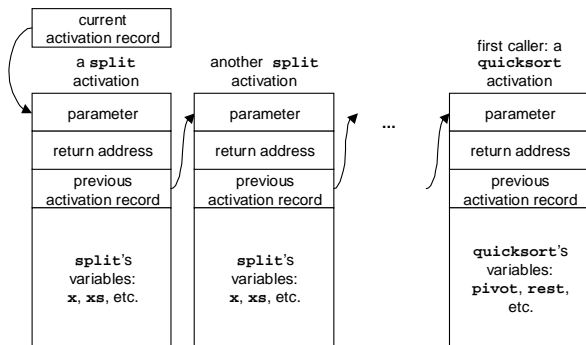 current
activation record
a split
activation
another split
activation
first caller: a
quicksort
activation
parameter
parameter
...
parameter
return address
return address
return address
previous
activation record
previous
activation record
previous
activation record
split's
variables:
x, xs, etc.
split's
variables:
x, xs, etc.
quicksort's
variables:
pivot, rest,
etc.